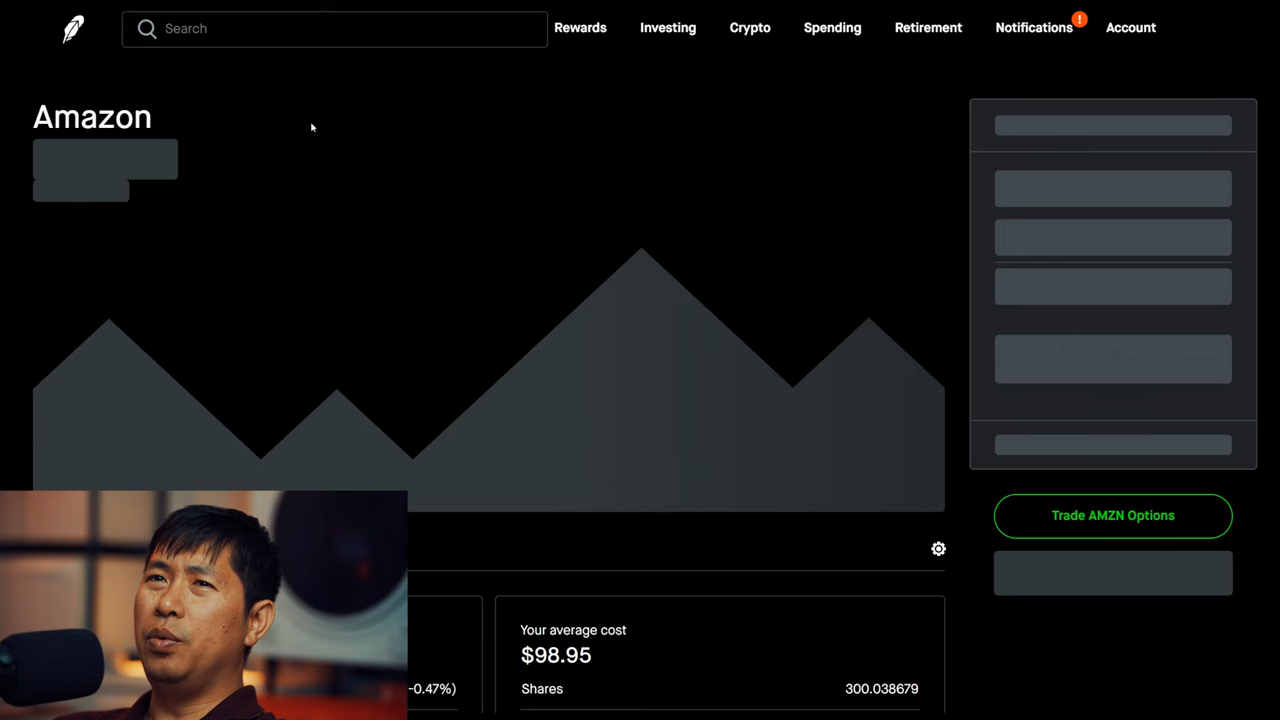 Search
Rewards
Investing
Crypto
Spending
Retirement
Notifications
!
Account
Amazon
Trade AMZN Options
Your average cost
$98.95
-0.47%)
Shares
300.038679